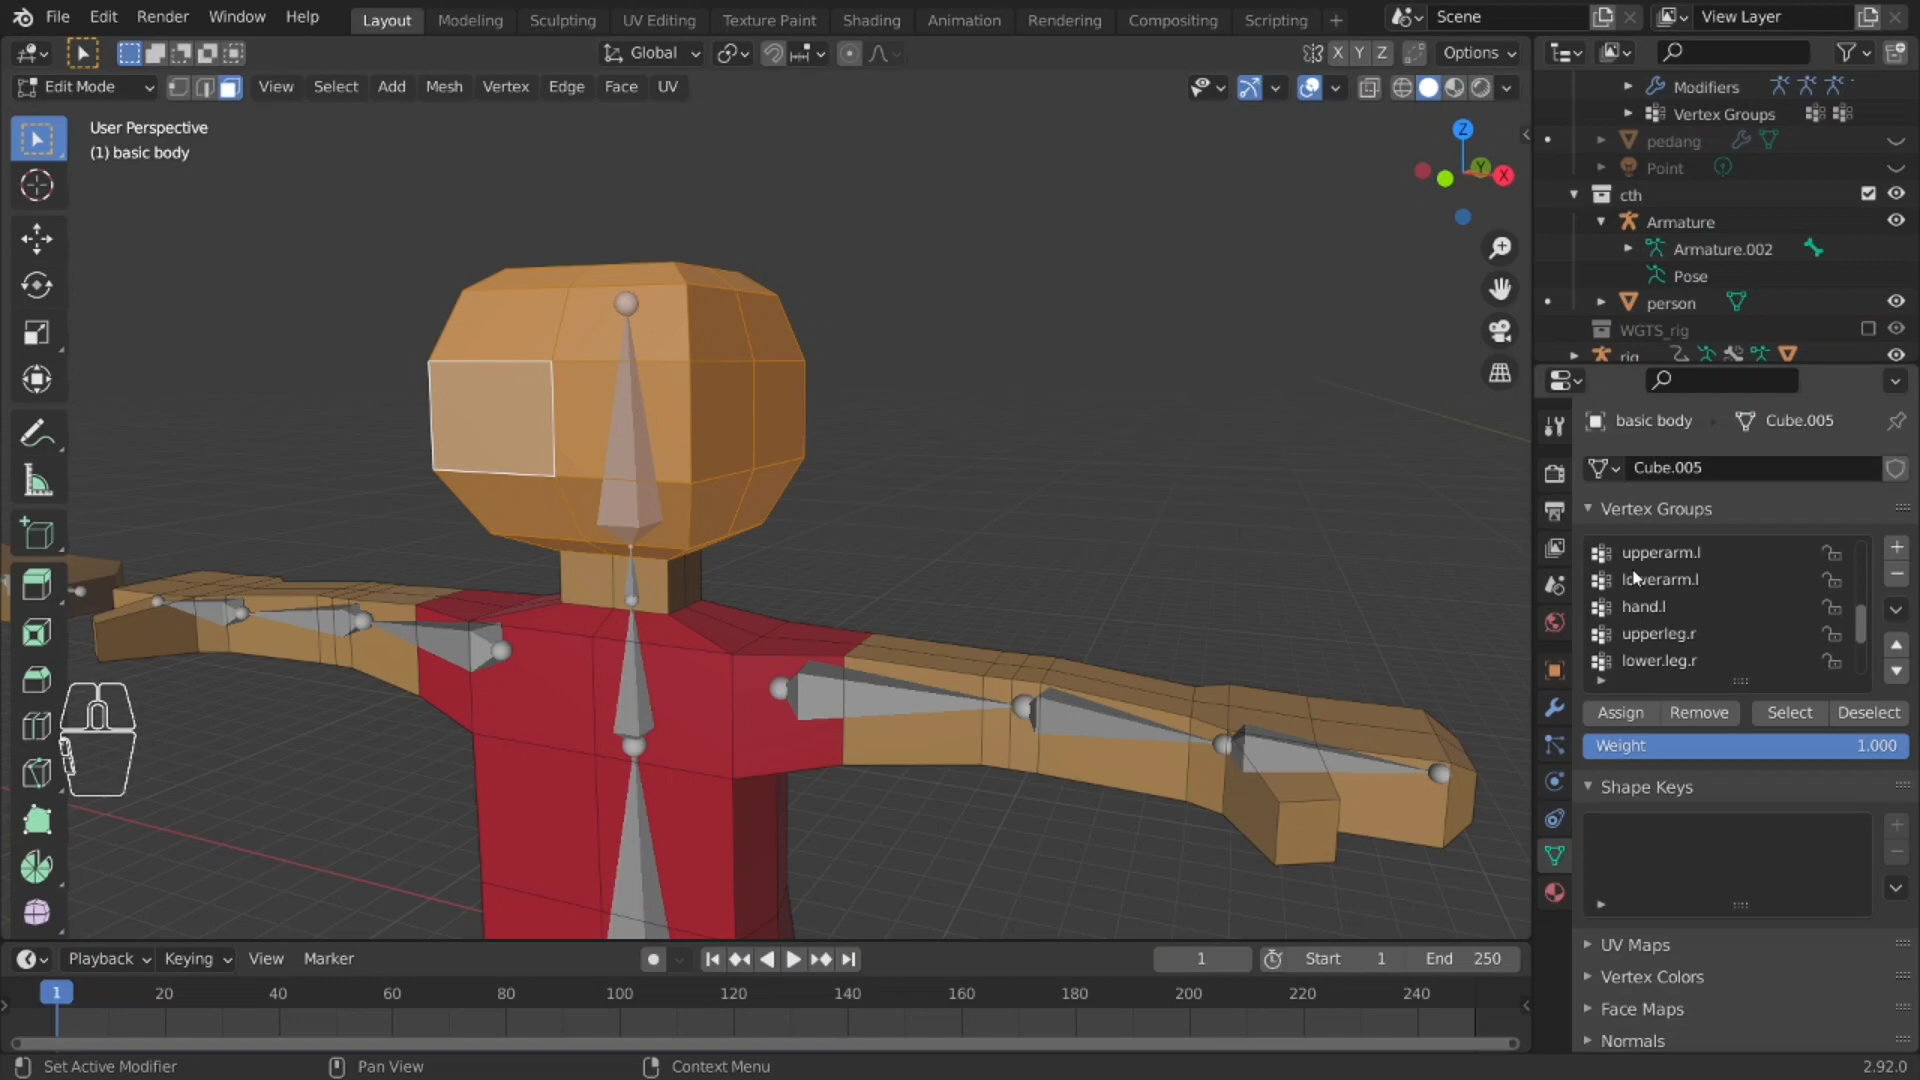 File Edit Render Window Help Layout Modeling Sculpting UV Editing Texture Paint Shading Animation Rendering Compositing Scripting + Scene View Layer
Global X Y Z Options
Edit Mode View Select Add Mesh Vertex Edge Face UV
User Perspective
(1) basic body
Z
Y
X
Modifiers
Vertex Groups
pedang
Point
cth
Armature
Armature.002
Pose
person
WGTS_rig
rig
basic body Cube.005
Cube.005
Vertex Groups
upperarm.l
lowerarm.l
hand.l
upperleg.r
lower.leg.r
Assign Remove Select Deselect
Weight 1.000
Shape Keys
UV Maps
Vertex Colors
Face Maps
Normals
Playback Keying View Marker 1 Start 1 End 250
1 20 40 60 80 100 120 140 160 180 200 220 240
Set Active Modifier Pan View Context Menu 2.92.0